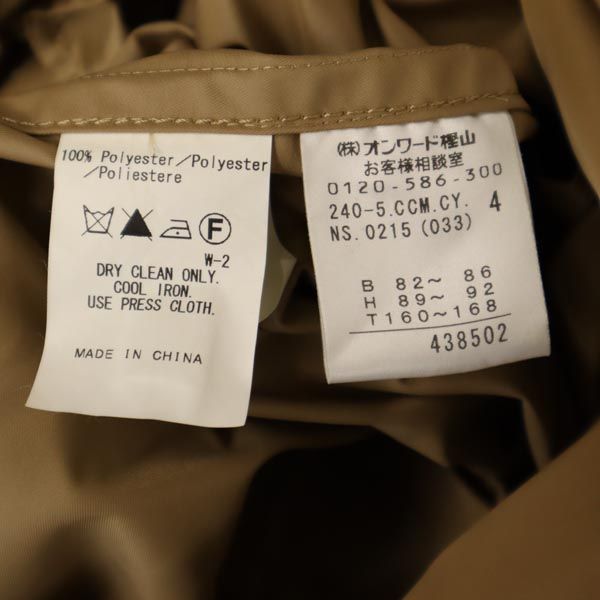 100% Polyester/Polyester
/Poliestere
F
W-2
DRY CLEAN ONLY.
COOL IRON.
USE PRESS CLOTH.
MADE IN CHINA
(株)オンワード樫山
お客様相談室
0120-586-300
240-5.CCM.CY. 4
NS. 0215 (033)
B 82〜 86
H 89〜 92
T160〜168
438502